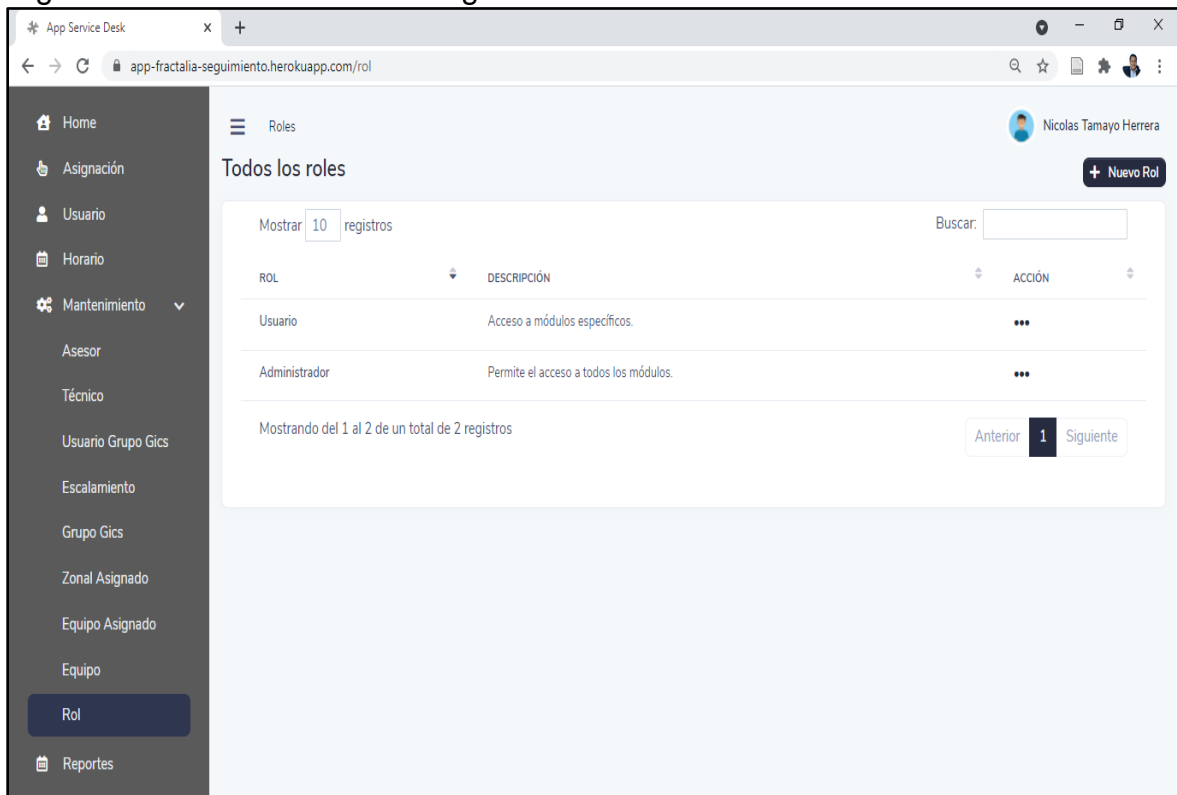 App Service Desk
app-fractalia-seguimiento.herokuapp.com/rol
Home
Asignación
Usuario
Horario
Mantenimiento
Asesor
Técnico
Usuario Grupo Gics
Escalamiento
Grupo Gics
Zonal Asignado
Equipo Asignado
Equipo
Rol
Reportes
Roles
Nicolas Tamayo Herrera
Todos los roles
+ Nuevo Rol
Mostrar 10 registros
Buscar:
ROL DESCRIPCIÓN ACCIÓN
Usuario Acceso a módulos específicos. •••
Administrador Permite el acceso a todos los módulos. •••
Mostrando del 1 al 2 de un total de 2 registros
Anterior 1 Siguiente